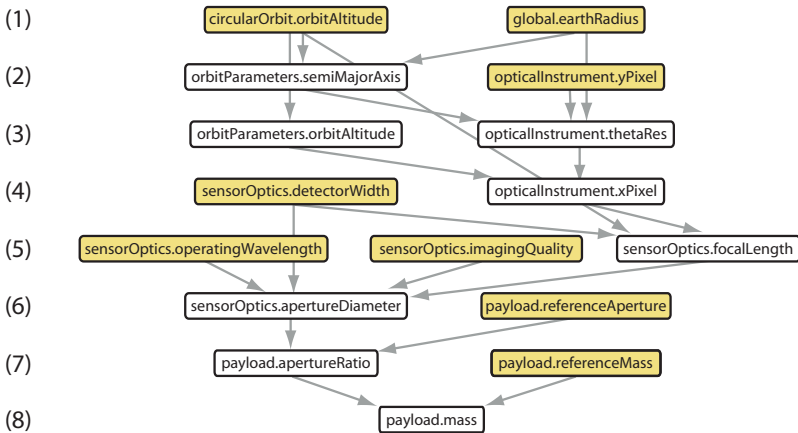 (1) circularOrbit.orbitAltitude global.earthRadius
(2) orbitParameters.semiMajorAxis opticalInstrument.yPixel
(3) orbitParameters.orbitAltitude opticalInstrument.thetaRes
(4) sensorOptics.detectorWidth opticalInstrument.xPixel
(5) sensorOptics.operatingWavelength sensorOptics.imagingQuality sensorOptics.focalLength
(6) sensorOptics.apertureDiameter payload.referenceAperture
(7) payload.apertureRatio payload.referenceMass
(8) payload.mass